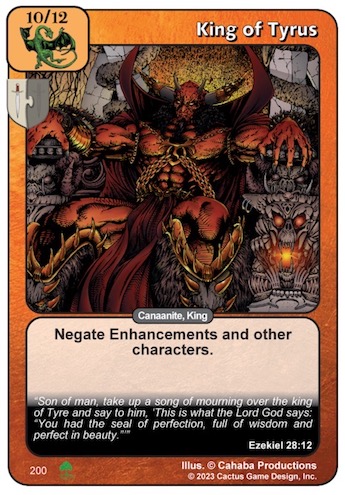 10/12
King of Tyrus
Canaanite, King
Negate Enhancements and other
characters.
"Son of man, take up a song of mourning over the king
of Tyre and say to him, 'This is what the Lord God says:
"You had the seal of perfection, full of wisdom and
perfect in beauty."'"
Ezekiel 28:12
Illus. © Cahaba Productions
200
© 2023 Cactus Game Design, Inc.